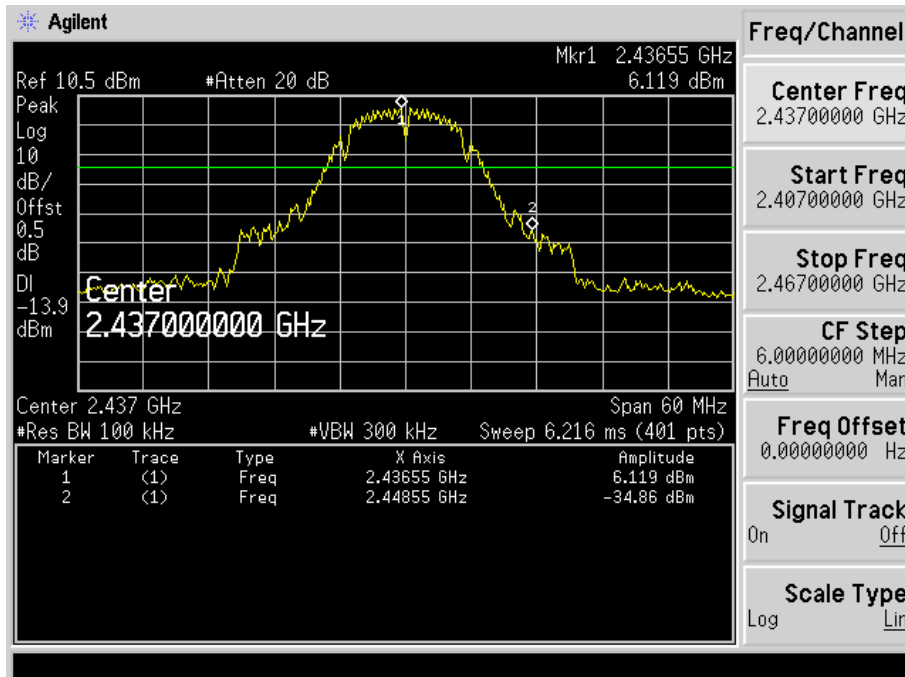 Agilent
Freq/Channel
Mkr1 2.43655 GHz
Ref 10.5 dBm #Atten 20 dB 6.119 dBm
Peak
Log
10
dB/
Offst
0.5
dB
DI
-13.9
dBm
1
2
Center
2.437000000 GHz
Center 2.437 GHz Span 60 MHz
#Res BW 100 kHz #VBW 300 kHz Sweep 6.216 ms (401 pts)
Marker Trace Type X Axis Amplitude
1 (1) Freq 2.43655 GHz 6.119 dBm
2 (1) Freq 2.44855 GHz -34.86 dBm
Center Freq
2.43700000 GHz
Start Freq
2.40700000 GHz
Stop Freq
2.46700000 GHz
CF Step
6.00000000 MHz
Auto Man
Freq Offset
0.00000000 Hz
Signal Track
On Off
Scale Type
Log Lin